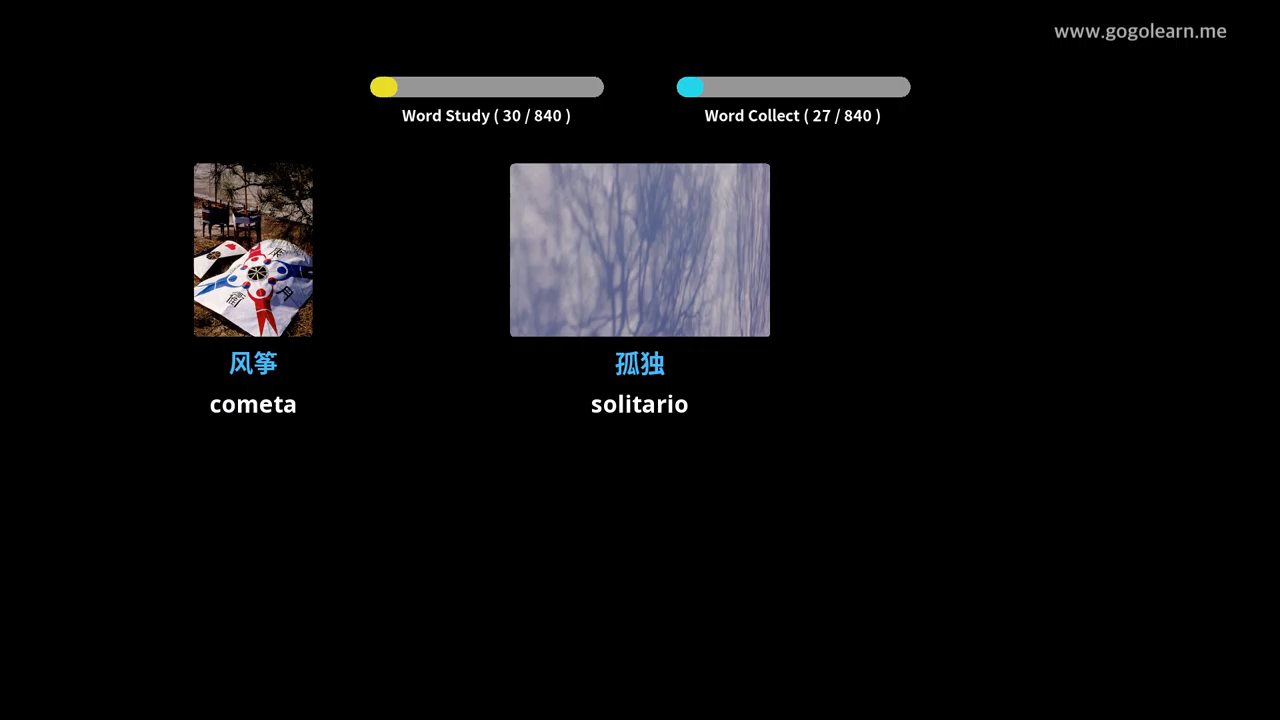 www.gogolearn.me
Word Study ( 30 / 840 )
Word Collect ( 27 / 840 )
风筝
cometa
孤独
solitario